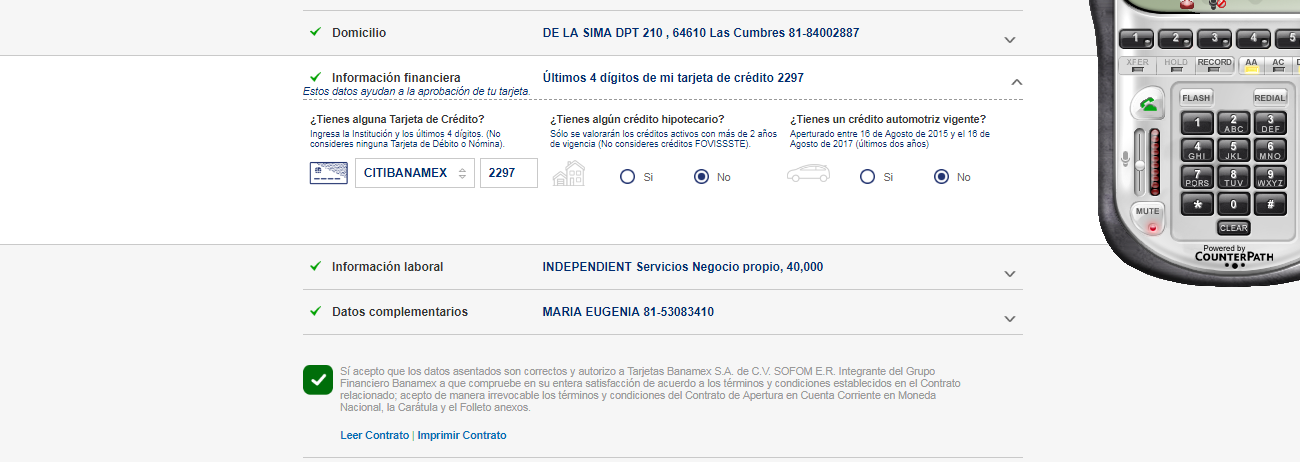 Domicilio
DE LA SIMA DPT 210 , 64610 Las Cumbres 81-84002887
Información financiera
Últimos 4 dígitos de mi tarjeta de crédito 2297
Estos datos ayudan a la aprobación de tu tarjeta.
¿Tienes alguna Tarjeta de Crédito?
Ingresa la Institución y los últimos 4 dígitos. (No
consideres ninguna Tarjeta de Débito o Nómina).
CITIBANAMEX
2297
¿Tienes algún crédito hipotecario?
Sólo se valorarán los créditos activos con más de 2 años
de vigencia (No consideres créditos FOVISSSTE).
Si
No
¿Tienes un crédito automotriz vigente?
Aperturado entre 16 de Agosto de 2015 y el 16 de
Agosto de 2017 (últimos dos años)
Si
No
Información laboral
INDEPENDIENT Servicios Negocio propio, 40,000
Datos complementarios
MARIA EUGENIA 81-53083410
Sí acepto que los datos asentados son correctos y autorizo a Tarjetas Banamex S.A. de C.V. SOFOM E.R. Integrante del Grupo
Financiero Banamex a que compruebe en su entera satisfacción de acuerdo a los términos y condiciones establecidos en el Contrato
relacionado; acepto de manera irrevocable los términos y condiciones del Contrato de Apertura en Cuenta Corriente en Moneda
Nacional, la Carátula y el Folleto anexos.
Leer Contrato | Imprimir Contrato
1 2 3 4 5
XFER HOLD RECORD AA AC
FLASH REDIAL
1 2 ABC 3 DEF
4 GHI 5 JKL 6 MNO
7 PQRS 8 TUV 9 WXYZ
* 0 #
MUTE
CLEAR
Powered by
COUNTERPATH